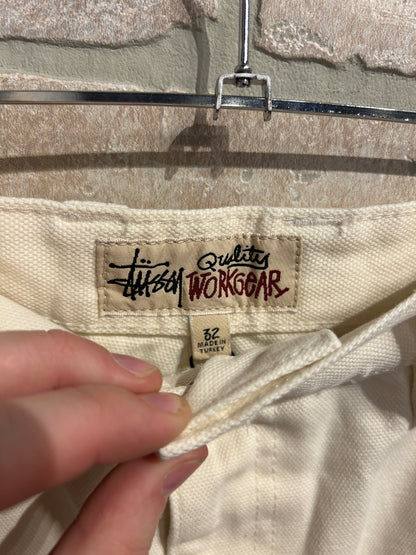 Quality
Stüssy WORKGEAR
32
MADE IN
TURKEY